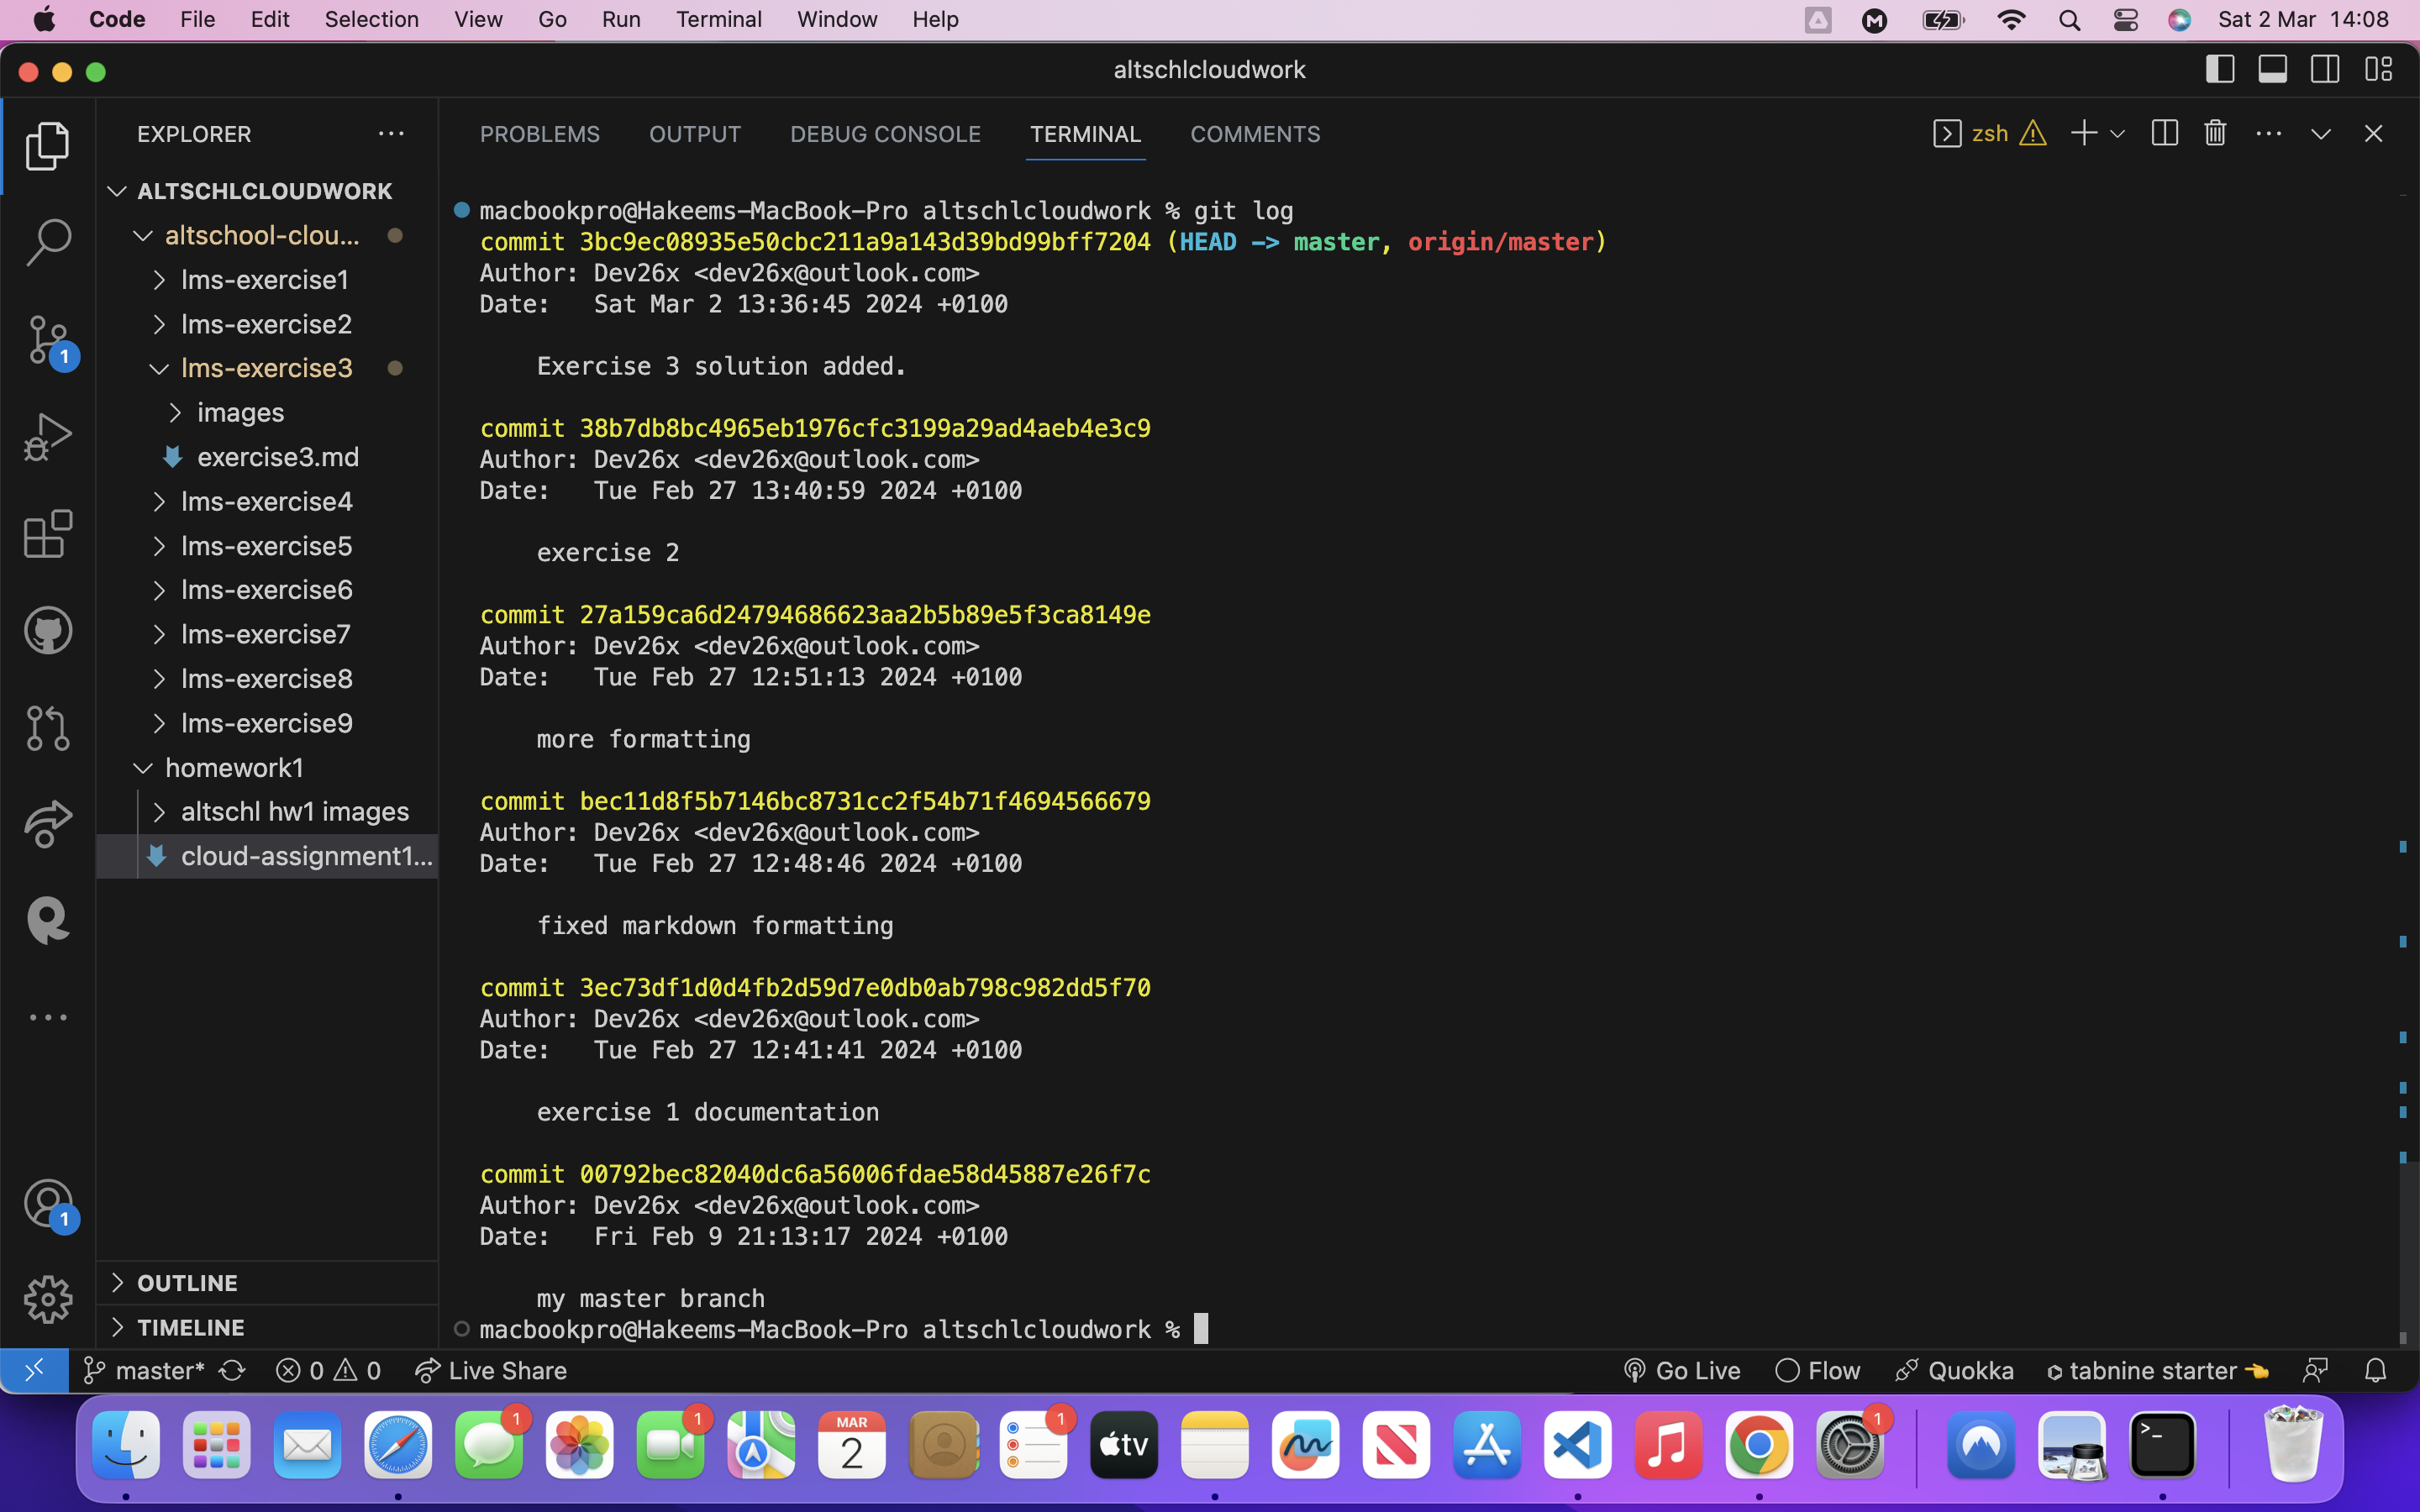 Code File Edit Selection View Go Run Terminal Window Help Sat 2 Mar 14:08
altschlcloudwork
EXPLORER
ALTSCHLCLOUDWORK
altschool-clou...
lms-exercise1
lms-exercise2
lms-exercise3
images
exercise3.md
lms-exercise4
lms-exercise5
lms-exercise6
lms-exercise7
lms-exercise8
lms-exercise9
homework1
altschl hw1 images
cloud-assignment1...
OUTLINE
TIMELINE
1
1
PROBLEMS OUTPUT DEBUG CONSOLE TERMINAL COMMENTS zsh
macbookpro@Hakeems-MacBook-Pro altschlcloudwork % git log
commit 3bc9ec08935e50cbc211a9a143d39bd99bff7204 (HEAD -> master, origin/master)
Author: Dev26x <dev26x@outlook.com>
Date:   Sat Mar 2 13:36:45 2024 +0100
Exercise 3 solution added.
commit 38b7db8bc4965eb1976cfc3199a29ad4aeb4e3c9
Author: Dev26x <dev26x@outlook.com>
Date:   Tue Feb 27 13:40:59 2024 +0100
exercise 2
commit 27a159ca6d24794686623aa2b5b89e5f3ca8149e
Author: Dev26x <dev26x@outlook.com>
Date:   Tue Feb 27 12:51:13 2024 +0100
more formatting
commit bec11d8f5b7146bc8731cc2f54b71f4694566679
Author: Dev26x <dev26x@outlook.com>
Date:   Tue Feb 27 12:48:46 2024 +0100
fixed markdown formatting
commit 3ec73df1d0d4fb2d59d7e0db0ab798c982dd5f70
Author: Dev26x <dev26x@outlook.com>
Date:   Tue Feb 27 12:41:41 2024 +0100
exercise 1 documentation
commit 00792bec82040dc6a56006fdae58d45887e26f7c
Author: Dev26x <dev26x@outlook.com>
Date:   Fri Feb 9 21:13:17 2024 +0100
my master branch
macbookpro@Hakeems-MacBook-Pro altschlcloudwork %
master* 0 0 Live Share Go Live Flow Quokka tabnine starter
1 1 MAR 2 1 tv 1 >_